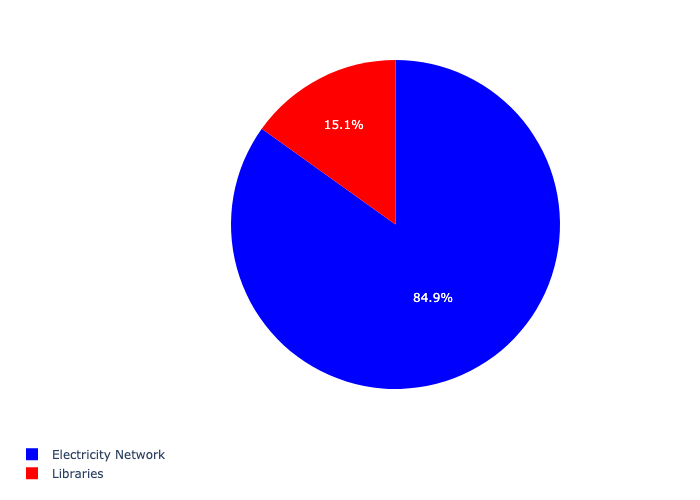 15.1%
84.9%
Electricity Network
Libraries